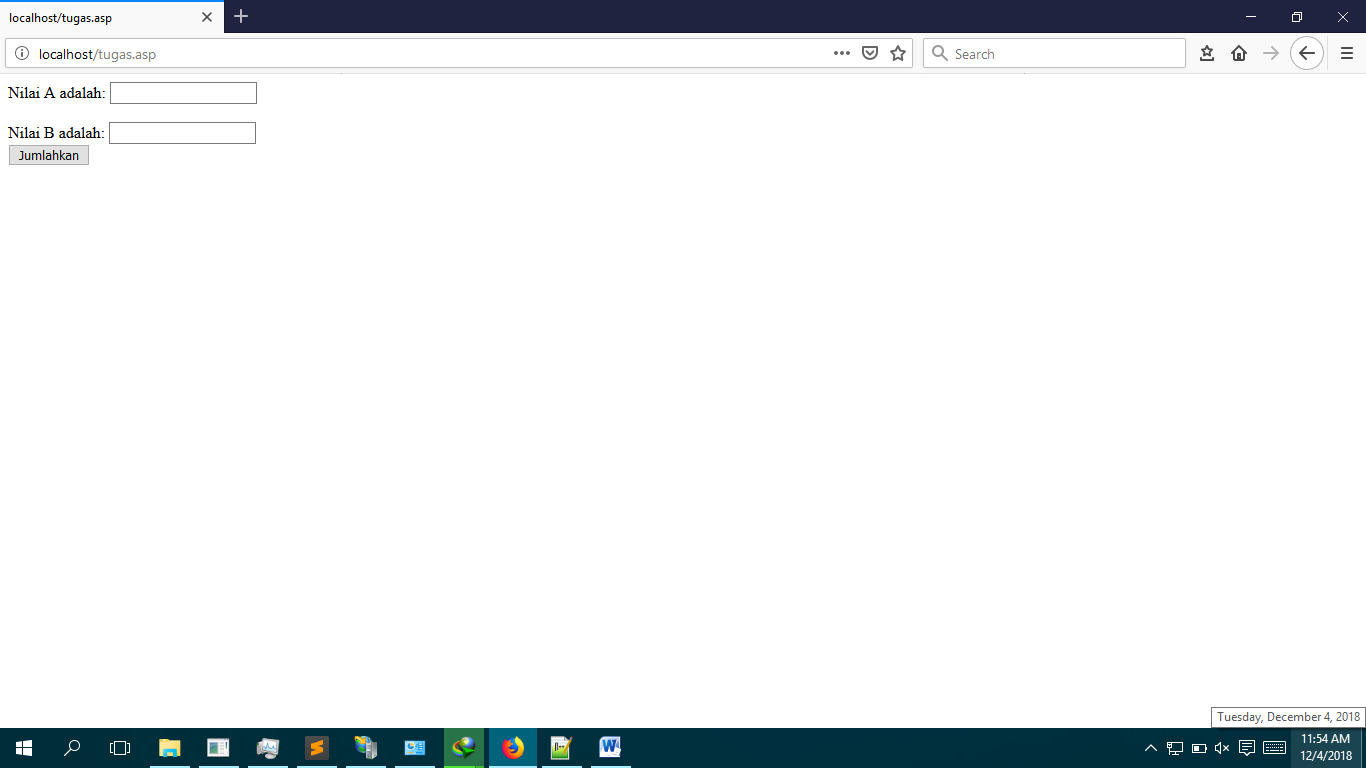 localhost/tugas.asp
localhost/tugas.asp
Search
Nilai A adalah:
Nilai B adalah:
Jumlahkan
Tuesday, December 4, 2018
11:54 AM
12/4/2018